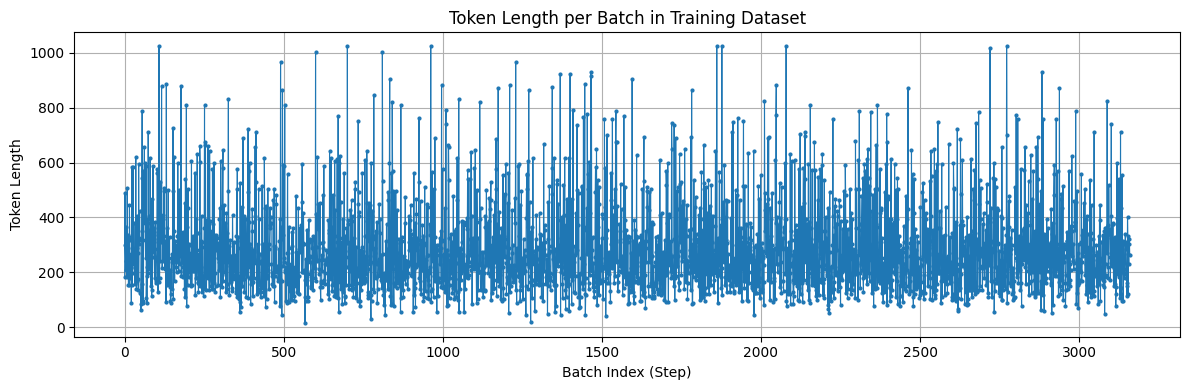 Token Length per Batch in Training Dataset
Token Length
1000
800
600
400
200
0
0 500 1000 1500 2000 2500 3000
Batch Index (Step)